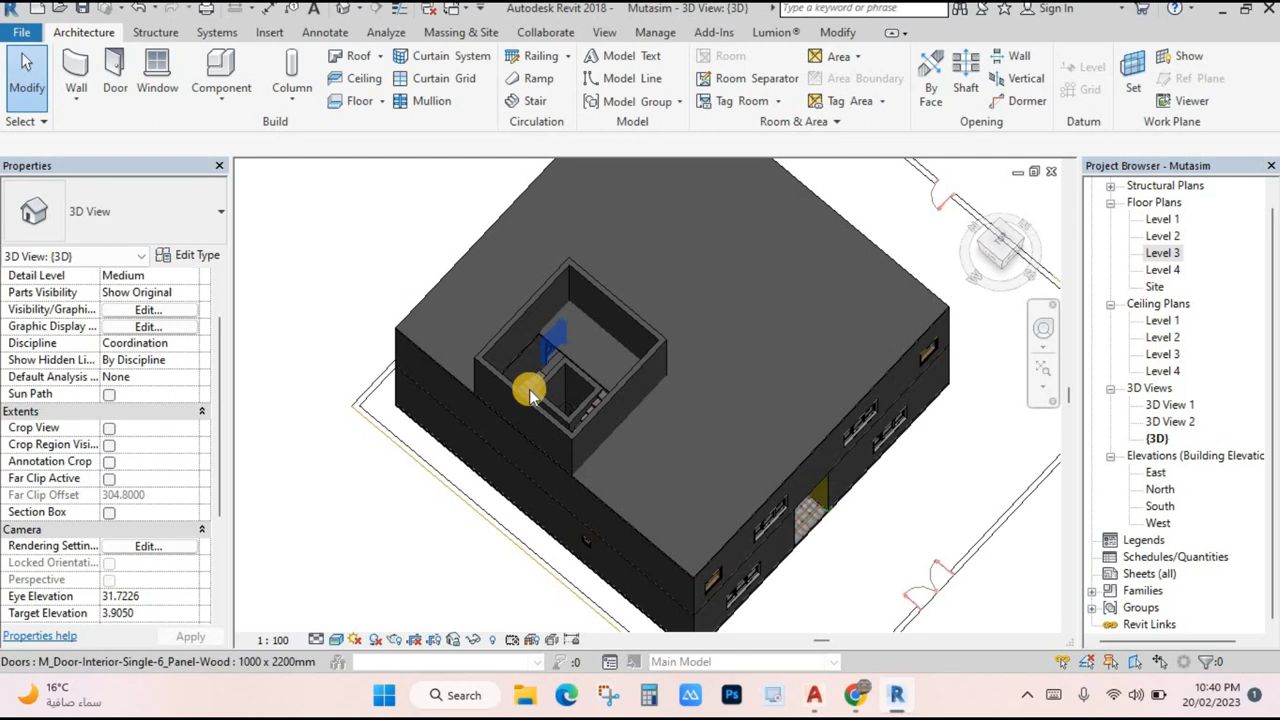 Autodesk Revit 2018 - Mutasim - 3D View: {3D}
Type a keyword or phrase
Sign In
File Architecture Structure Systems Insert Annotate Analyze Massing & Site Collaborate View Manage Add-Ins Lumion® Modify
Modify
Select
Wall
Door
Window
Component
Column
Roof
Ceiling
Floor
Curtain System
Curtain Grid
Mullion
Build
Railing
Ramp
Stair
Circulation
Model Text
Model Line
Model Group
Model
Room
Room Separator
Tag Room
Area
Area Boundary
Tag Area
Room & Area
By
Face
Shaft
Wall
Vertical
Dormer
Opening
Level
Grid
Datum
Set
Show
Ref Plane
Viewer
Work Plane
Properties
3D View
3D View: {3D}
Edit Type
Detail Level Medium
Parts Visibility Show Original
Visibility/Graphi... Edit...
Graphic Display ... Edit...
Discipline Coordination
Show Hidden Li... By Discipline
Default Analysis ... None
Sun Path
Extents
Crop View
Crop Region Visi...
Annotation Crop
Far Clip Active
Far Clip Offset 304.8000
Section Box
Camera
Rendering Settin... Edit...
Locked Orientati...
Perspective
Eye Elevation 31.7226
Target Elevation 3.9050
Properties help
Apply
Project Browser - Mutasim
Structural Plans
Floor Plans
Level 1
Level 2
Level 3
Level 4
Site
Ceiling Plans
Level 1
Level 2
Level 3
Level 4
3D Views
3D View 1
3D View 2
{3D}
Elevations (Building Elevatic
East
North
South
West
Legends
Schedules/Quantities
Sheets (all)
Families
Groups
Revit Links
1 : 100
Doors : M_Door-Interior-Single-6_Panel-Wood : 1000 x 2200mm
:0
Main Model
:0
16°C
سماء صافية
Search
Ps
A
R
10:40 PM
20/02/2023
1